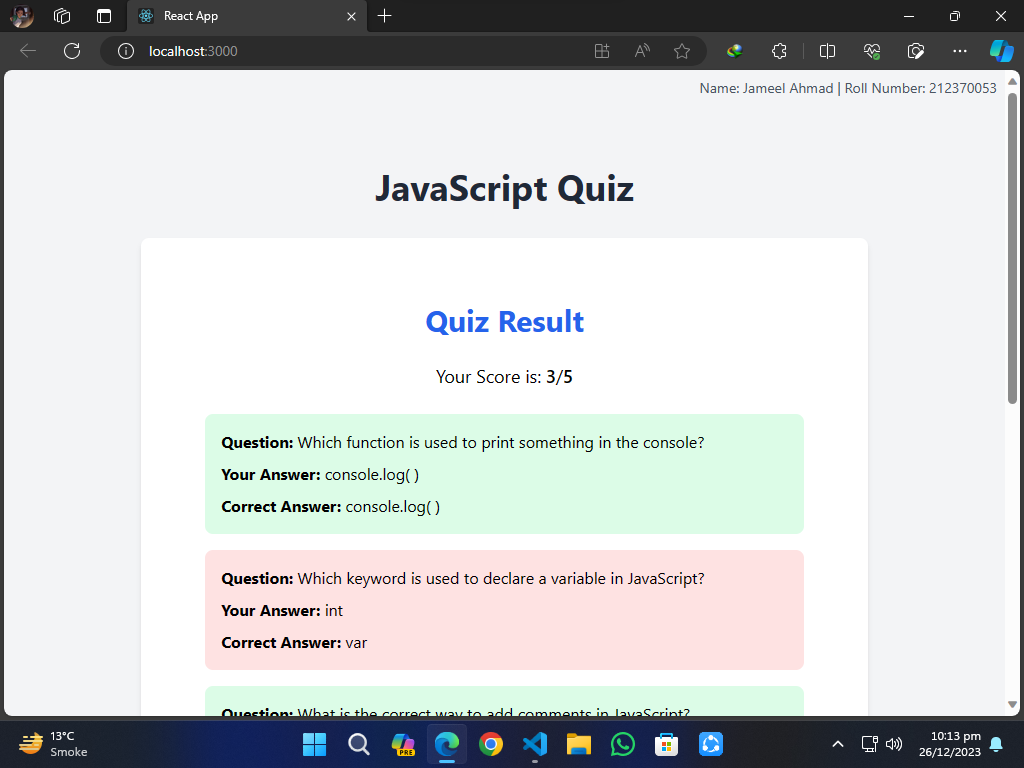 React App
localhost:3000
Name: Jameel Ahmad | Roll Number: 212370053
JavaScript Quiz
Quiz Result
Your Score is: 3/5
Question: Which function is used to print something in the console?
Your Answer: console.log( )
Correct Answer: console.log( )
Question: Which keyword is used to declare a variable in JavaScript?
Your Answer: int
Correct Answer: var
Question: What is the correct way to add comments in JavaScript?
13°C
Smoke
PRE
10:13 pm
26/12/2023